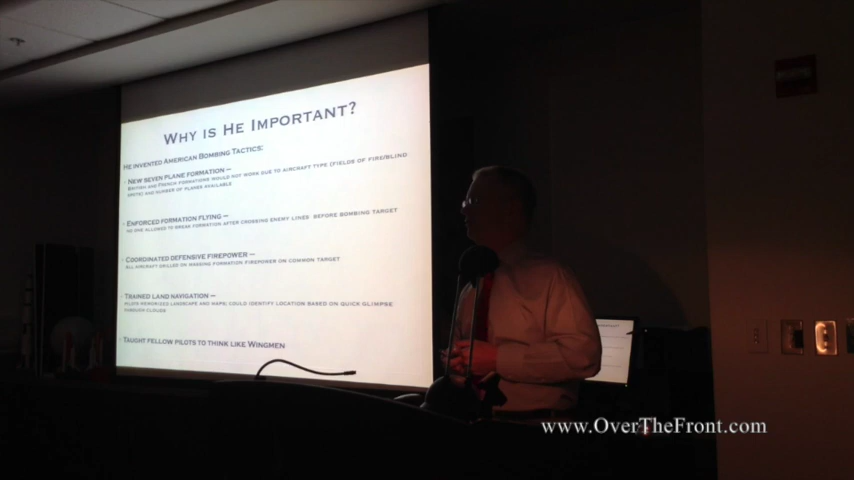 WHY IS HE IMPORTANT?
HE INVENTED AMERICAN BOMBING TACTICS:
• NEW SEVEN PLANE FORMATION –
BRITISH AND FRENCH FORMATIONS WOULD NOT WORK DUE TO AIRCRAFT TYPE (FIELDS OF FIRE/BLIND
SPOTS) AND NUMBER OF PLANES AVAILABLE
• ENFORCED FORMATION FLYING –
NO ONE ALLOWED TO BREAK FORMATION AFTER CROSSING ENEMY LINES BEFORE BOMBING TARGET
• COORDINATED DEFENSIVE FIREPOWER –
ALL AIRCRAFT DRILLED ON MASSING FORMATION FIREPOWER ON COMMON TARGET
• TRAINED LAND NAVIGATION –
PILOTS MEMORIZED LANDSCAPE AND MAPS; COULD IDENTIFY LOCATION BASED ON QUICK GLIMPSE
THROUGH CLOUDS
• TAUGHT FELLOW PILOTS TO THINK LIKE WINGMEN
www.OverTheFront.com